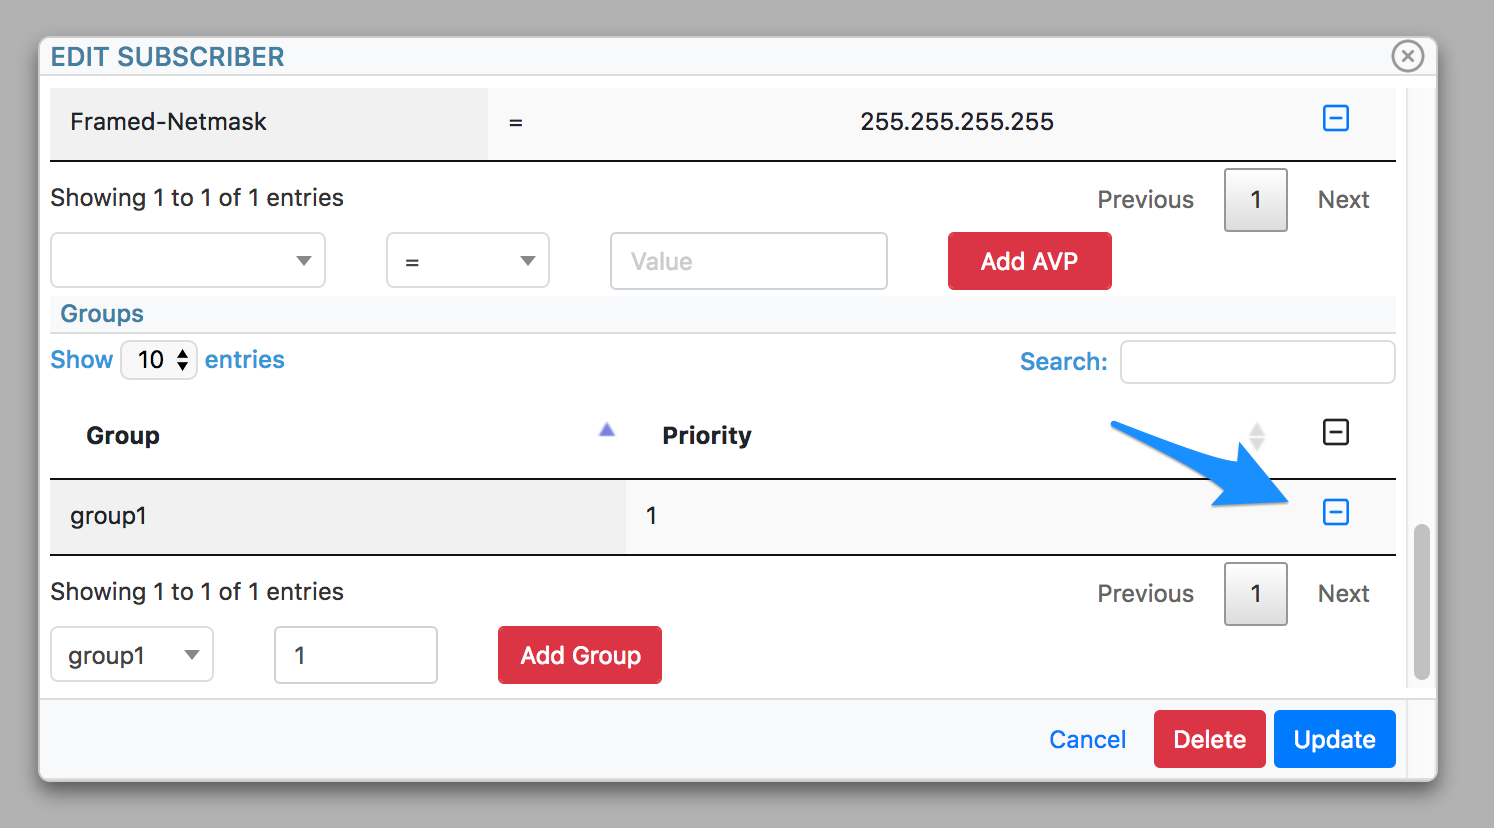 EDIT SUBSCRIBER
Framed-Netmask = 255.255.255.255
Showing 1 to 1 of 1 entries Previous 1 Next
= Value Add AVP
Groups
Show 10 entries Search:
Group Priority
group1 1
Showing 1 to 1 of 1 entries Previous 1 Next
group1 1 Add Group
Cancel Delete Update